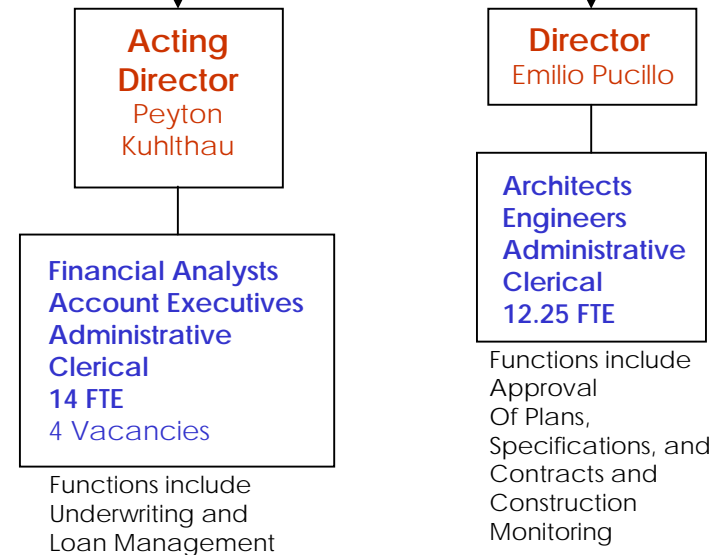 Acting
Director
Peyton
Kuhlthau
Financial Analysts
Account Executives
Administrative
Clerical
14 FTE
4 Vacancies
Functions include
Underwriting and
Loan Management
Director
Emilio Pucillo
Architects
Engineers
Administrative
Clerical
12.25 FTE
Functions include
Approval
Of Plans,
Specifications, and
Contracts and
Construction
Monitoring